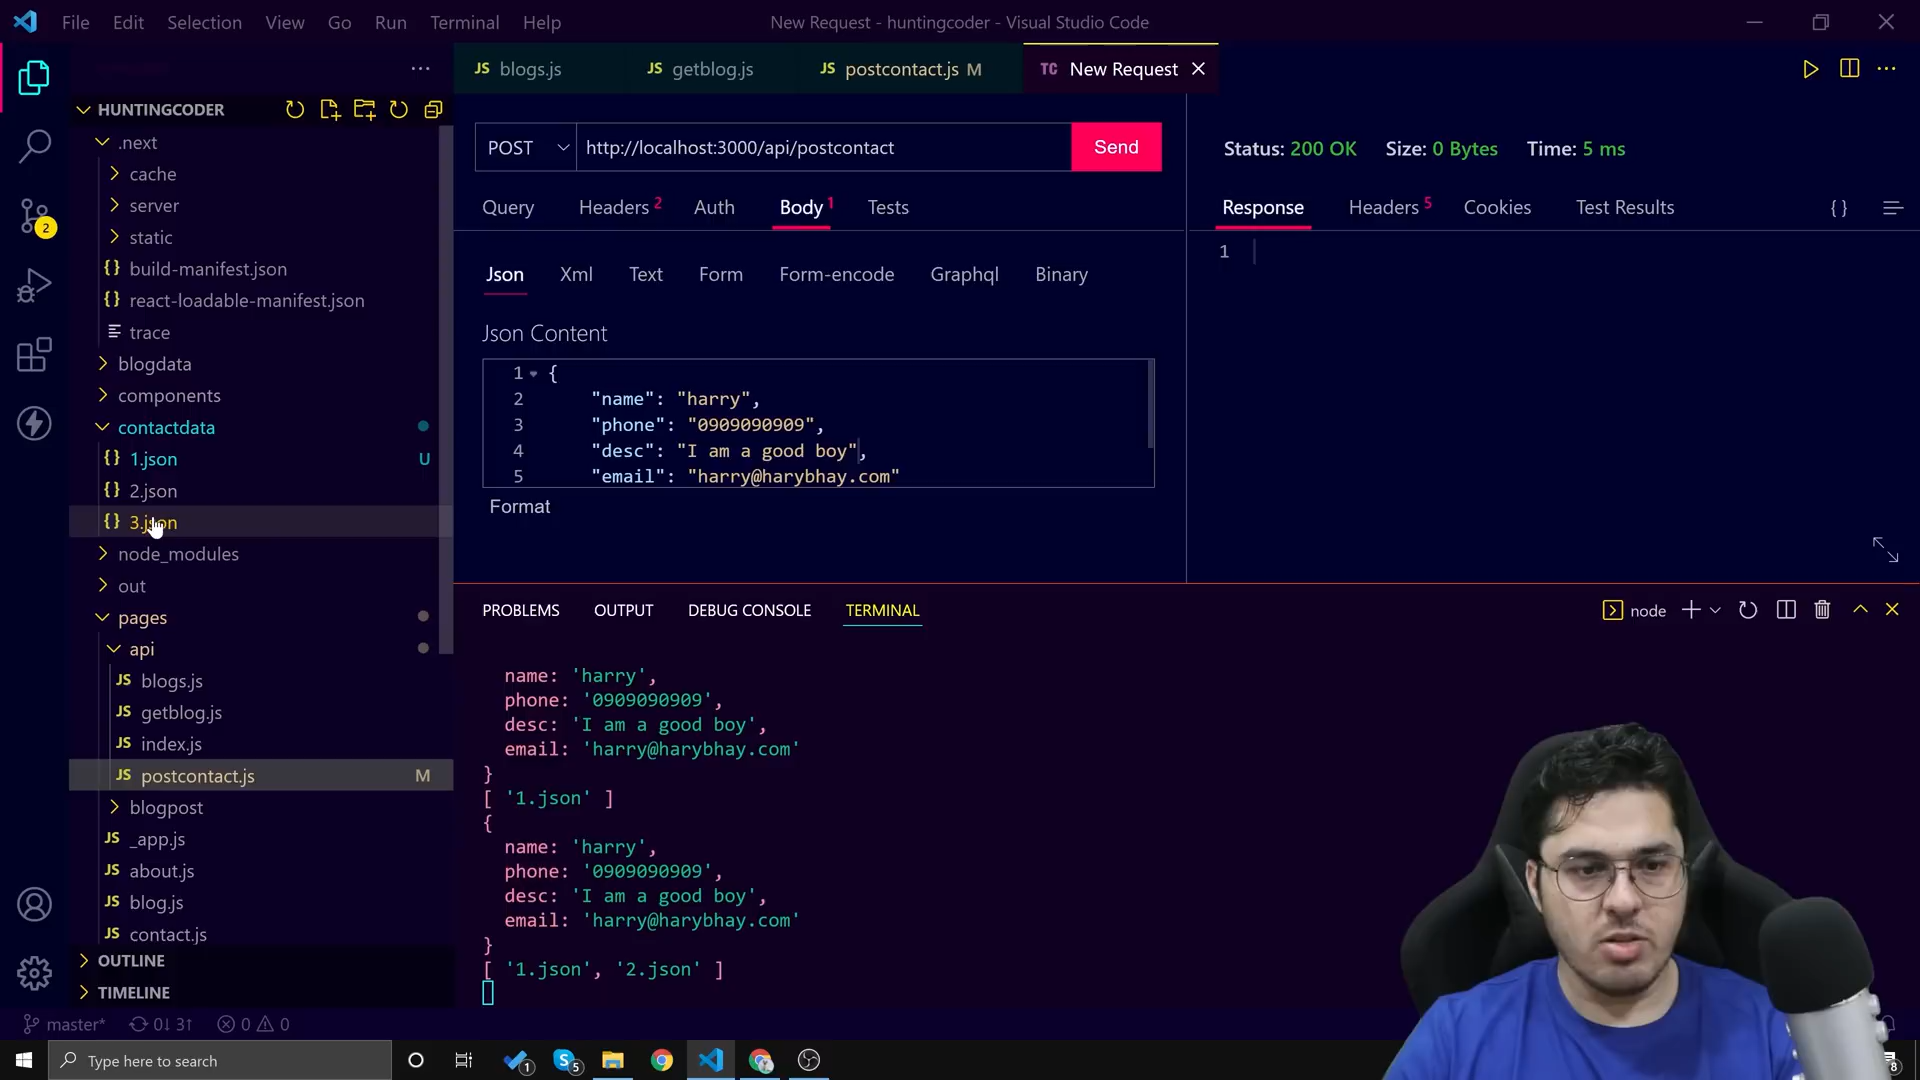 File Edit Selection View Go Run Terminal Help
New Request - huntingcoder - Visual Studio Code
HUNTINGCODER
.next
cache
server
static
build-manifest.json
react-loadable-manifest.json
trace
blogdata
components
contactdata
1.json U
2.json
3.json
node_modules
out
pages
api
blogs.js
getblog.js
index.js
postcontact.js M
blogpost
_app.js
about.js
blog.js
contact.js
OUTLINE
TIMELINE
JS blogs.js JS getblog.js JS postcontact.js M TC New Request
POST http://localhost:3000/api/postcontact Send
Query Headers 2 Auth Body 1 Tests
Json Xml Text Form Form-encode Graphql Binary
Json Content
1 {
2 "name": "harry",
3 "phone": "0909090909",
4 "desc": "I am a good boy",
5 "email": "harry@harybhay.com"
Format
Status: 200 OK Size: 0 Bytes Time: 5 ms
Response Headers 5 Cookies Test Results {}
1
PROBLEMS OUTPUT DEBUG CONSOLE TERMINAL
node
name: 'harry',
phone: '0909090909',
desc: 'I am a good boy',
email: 'harry@harybhay.com'
}
[ '1.json' ]
{
name: 'harry',
phone: '0909090909',
desc: 'I am a good boy',
email: 'harry@harybhay.com'
}
[ '1.json', '2.json' ]
master* 0↓ 3↑ 0 0
Type here to search